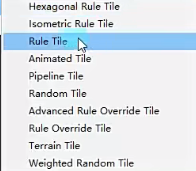 Hexagonal Rule Tile
Isometric Rule Tile
Rule Tile
Animated Tile
Pipeline Tile
Random Tile
Advanced Rule Override Tile
Rule Override Tile
Terrain Tile
Weighted Random Tile